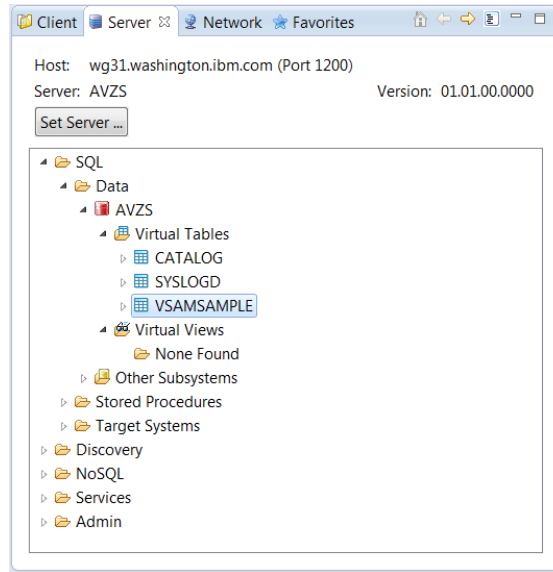 Client Server Network Favorites
Host: wg31.washington.ibm.com (Port 1200)
Server: AVZS Version: 01.01.00.0000
Set Server ...
SQL
Data
AVZS
Virtual Tables
CATALOG
SYSLOGD
VSAMSAMPLE
Virtual Views
None Found
Other Subsystems
Stored Procedures
Target Systems
Discovery
NoSQL
Services
Admin